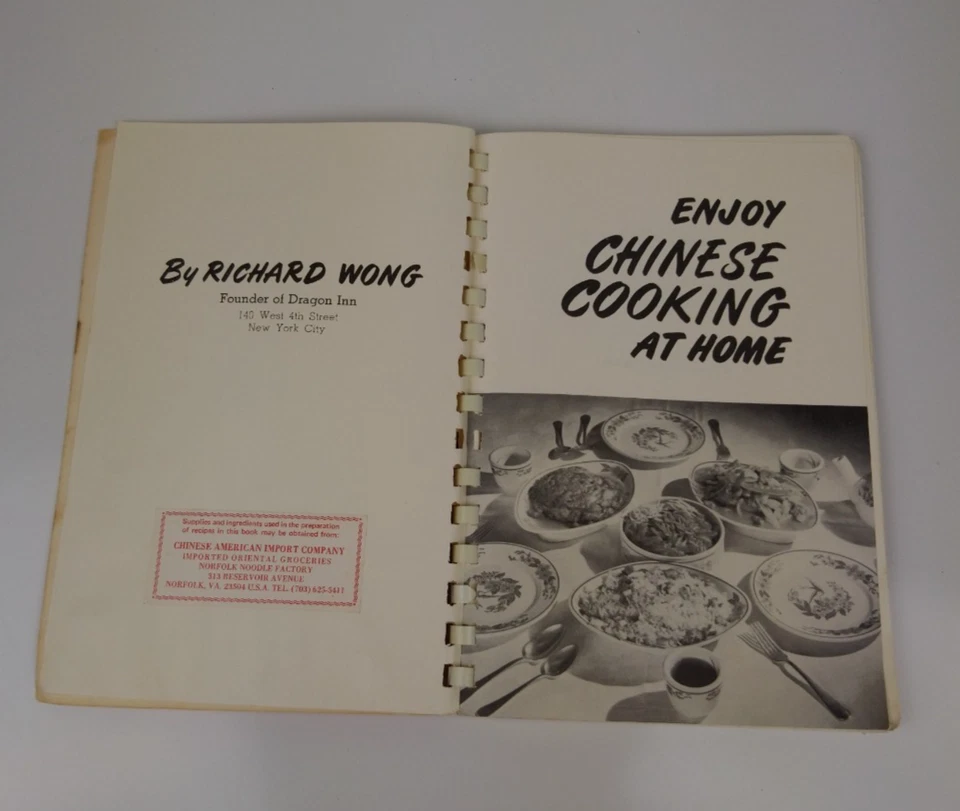 By RICHARD WONG
Founder of Dragon Inn
140 West 4th Street
New York City
Supplies and ingredients used in the preparation
of recipes in this book may be obtained from:
CHINESE AMERICAN IMPORT COMPANY
IMPORTED ORIENTAL GROCERIES
NORFOLK NOODLE FACTORY
513 RESERVOIR AVENUE
NORFOLK, VA. 23504 U.S.A. TEL. (703) 625-5411
ENJOY
CHINESE
COOKING
AT HOME